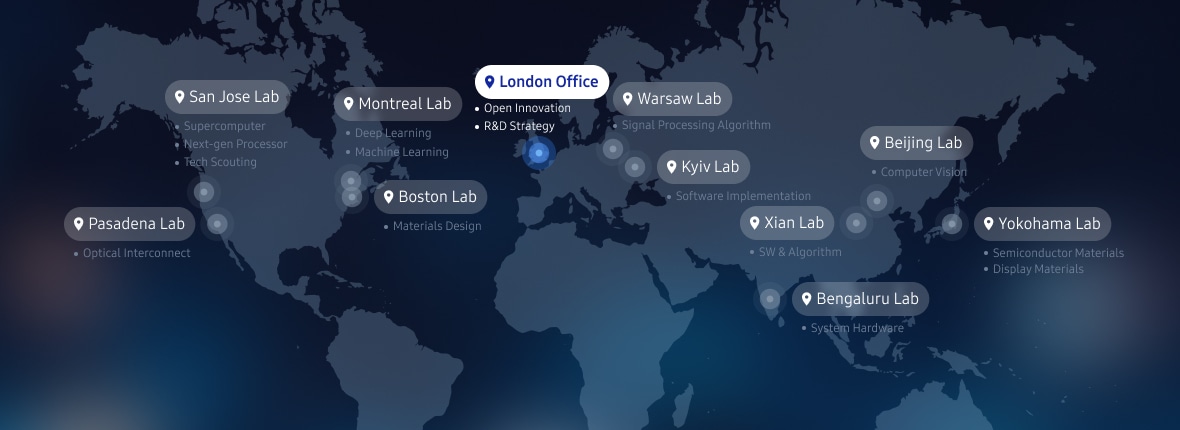 San Jose Lab
Supercomputer
Next-gen Processor
Tech Scouting
Pasadena Lab
Optical Interconnect
Montreal Lab
Deep Learning
Machine Learning
Boston Lab
Materials Design
London Office
Open Innovation
R&D Strategy
Warsaw Lab
Signal Processing Algorithm
Kyiv Lab
Software Implementation
Beijing Lab
Computer Vision
Xian Lab
SW & Algorithm
Yokohama Lab
Semiconductor Materials
Display Materials
Bengaluru Lab
System Hardware